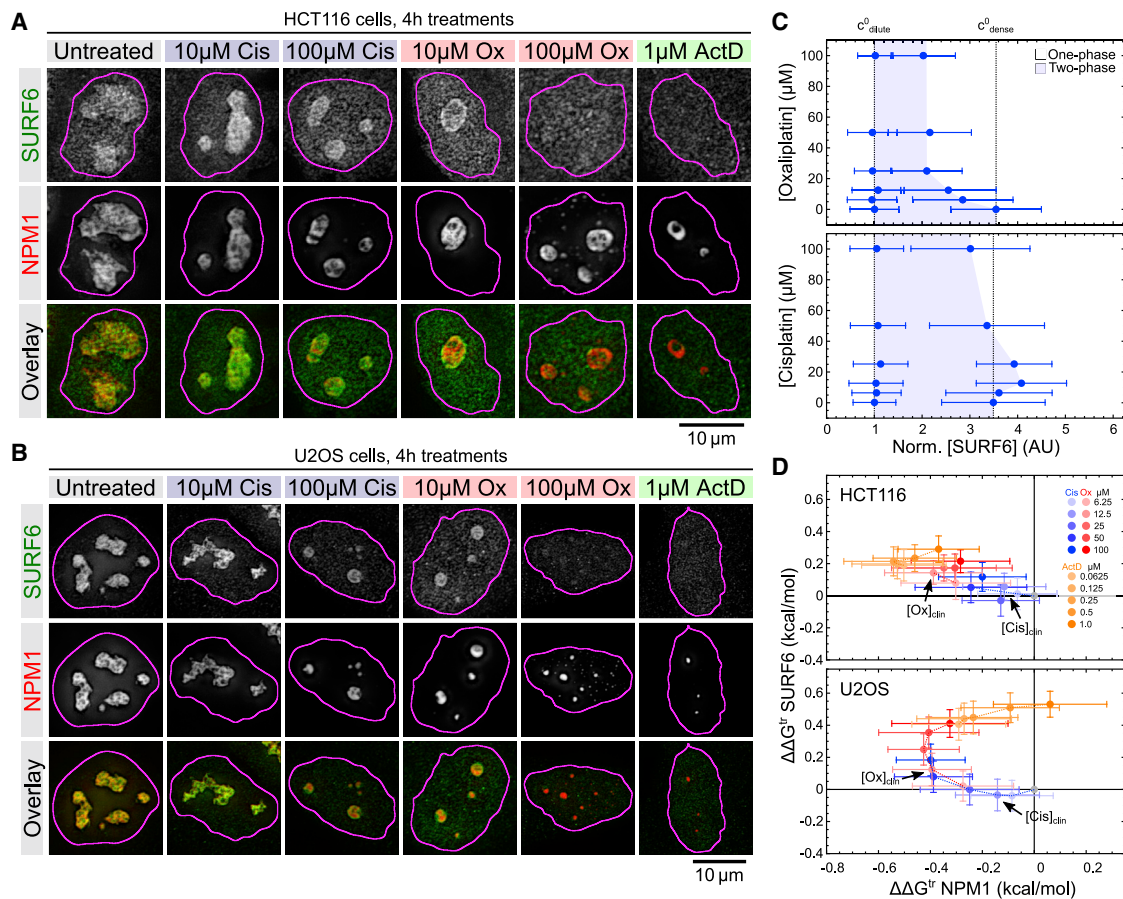 A
HCT116 cells, 4h treatments
Untreated
10μM Cis
100μM Cis
10μM Ox
100μM Ox
1μM ActD
SURF6
NPM1
Overlay
10 μm
B
U2OS cells, 4h treatments
Untreated
10μM Cis
100μM Cis
10μM Ox
100μM Ox
1μM ActD
SURF6
NPM1
Overlay
10 μm
C
c⁰dilute
c⁰dense
One-phase
Two-phase
[Oxaliplatin] (μM)
100
80
60
40
20
0
[Cisplatin] (μM)
100
80
60
40
20
0
0 1 2 3 4 5 6
Norm. [SURF6] (AU)
D
HCT116
Cis Ox μM
6.25
12.5
25
50
100
ActD μM
0.0625
0.125
0.25
0.5
1.0
[Ox]clin
[Cis]clin
0.6
0.4
0.2
0
-0.2
0.4
U2OS
[Ox]clin
[Cis]clin
0.6
0.4
0.2
0
-0.2
0.4
ΔΔGᵗʳ SURF6 (kcal/mol)
-0.8 -0.6 -0.4 -0.2 0 0.2
ΔΔGᵗʳ NPM1 (kcal/mol)